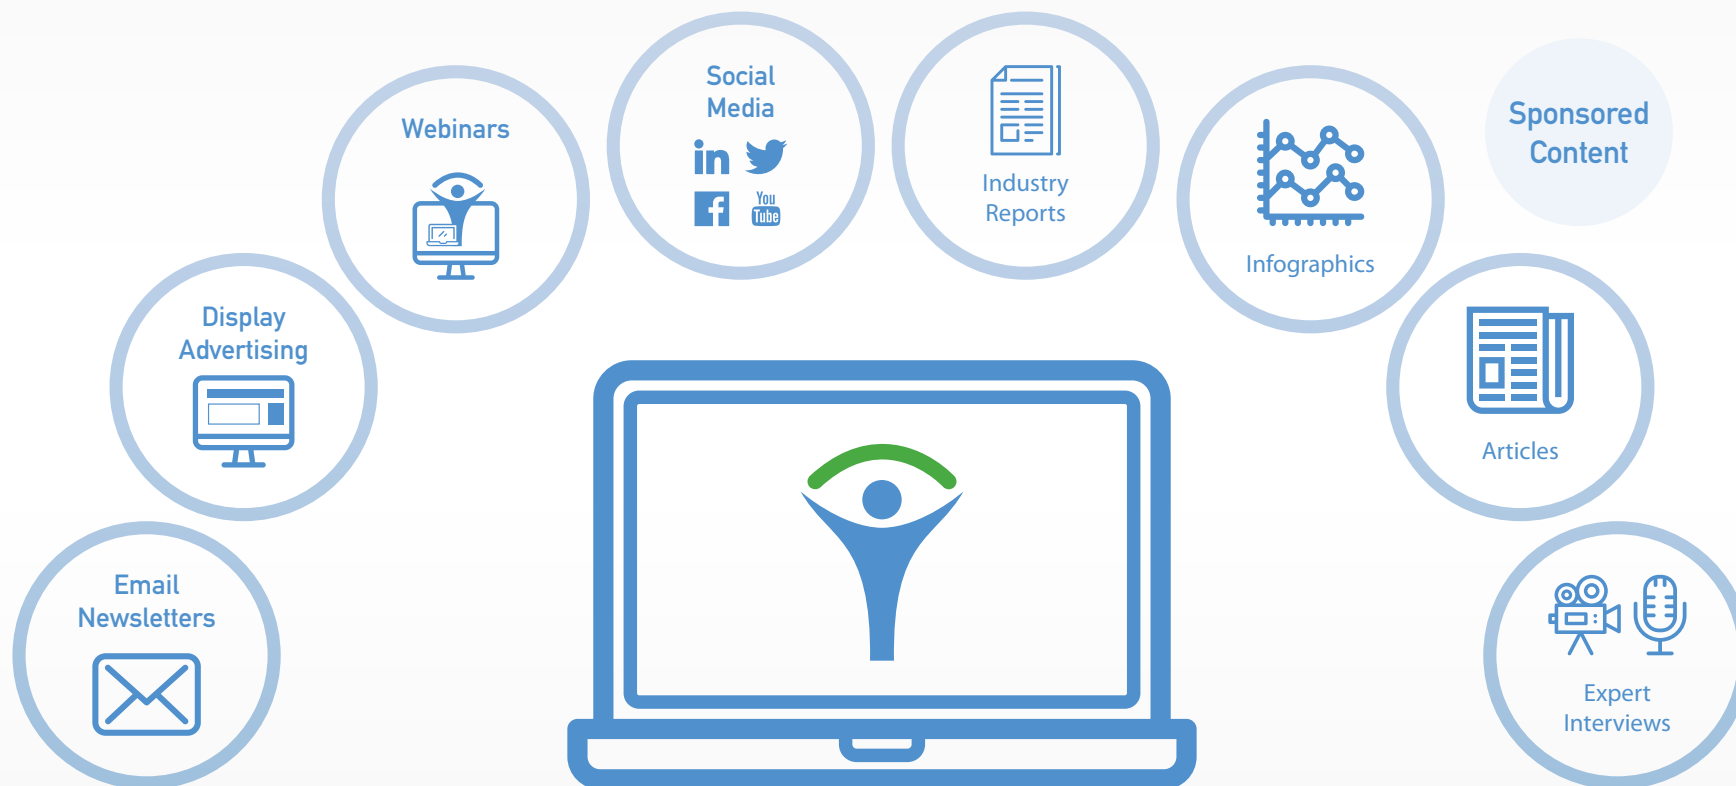 Email
Newsletters
Display
Advertising
Webinars
Social
Media
in
f
You
Tube
Industry
Reports
Infographics
Sponsored
Content
Articles
Expert
Interviews